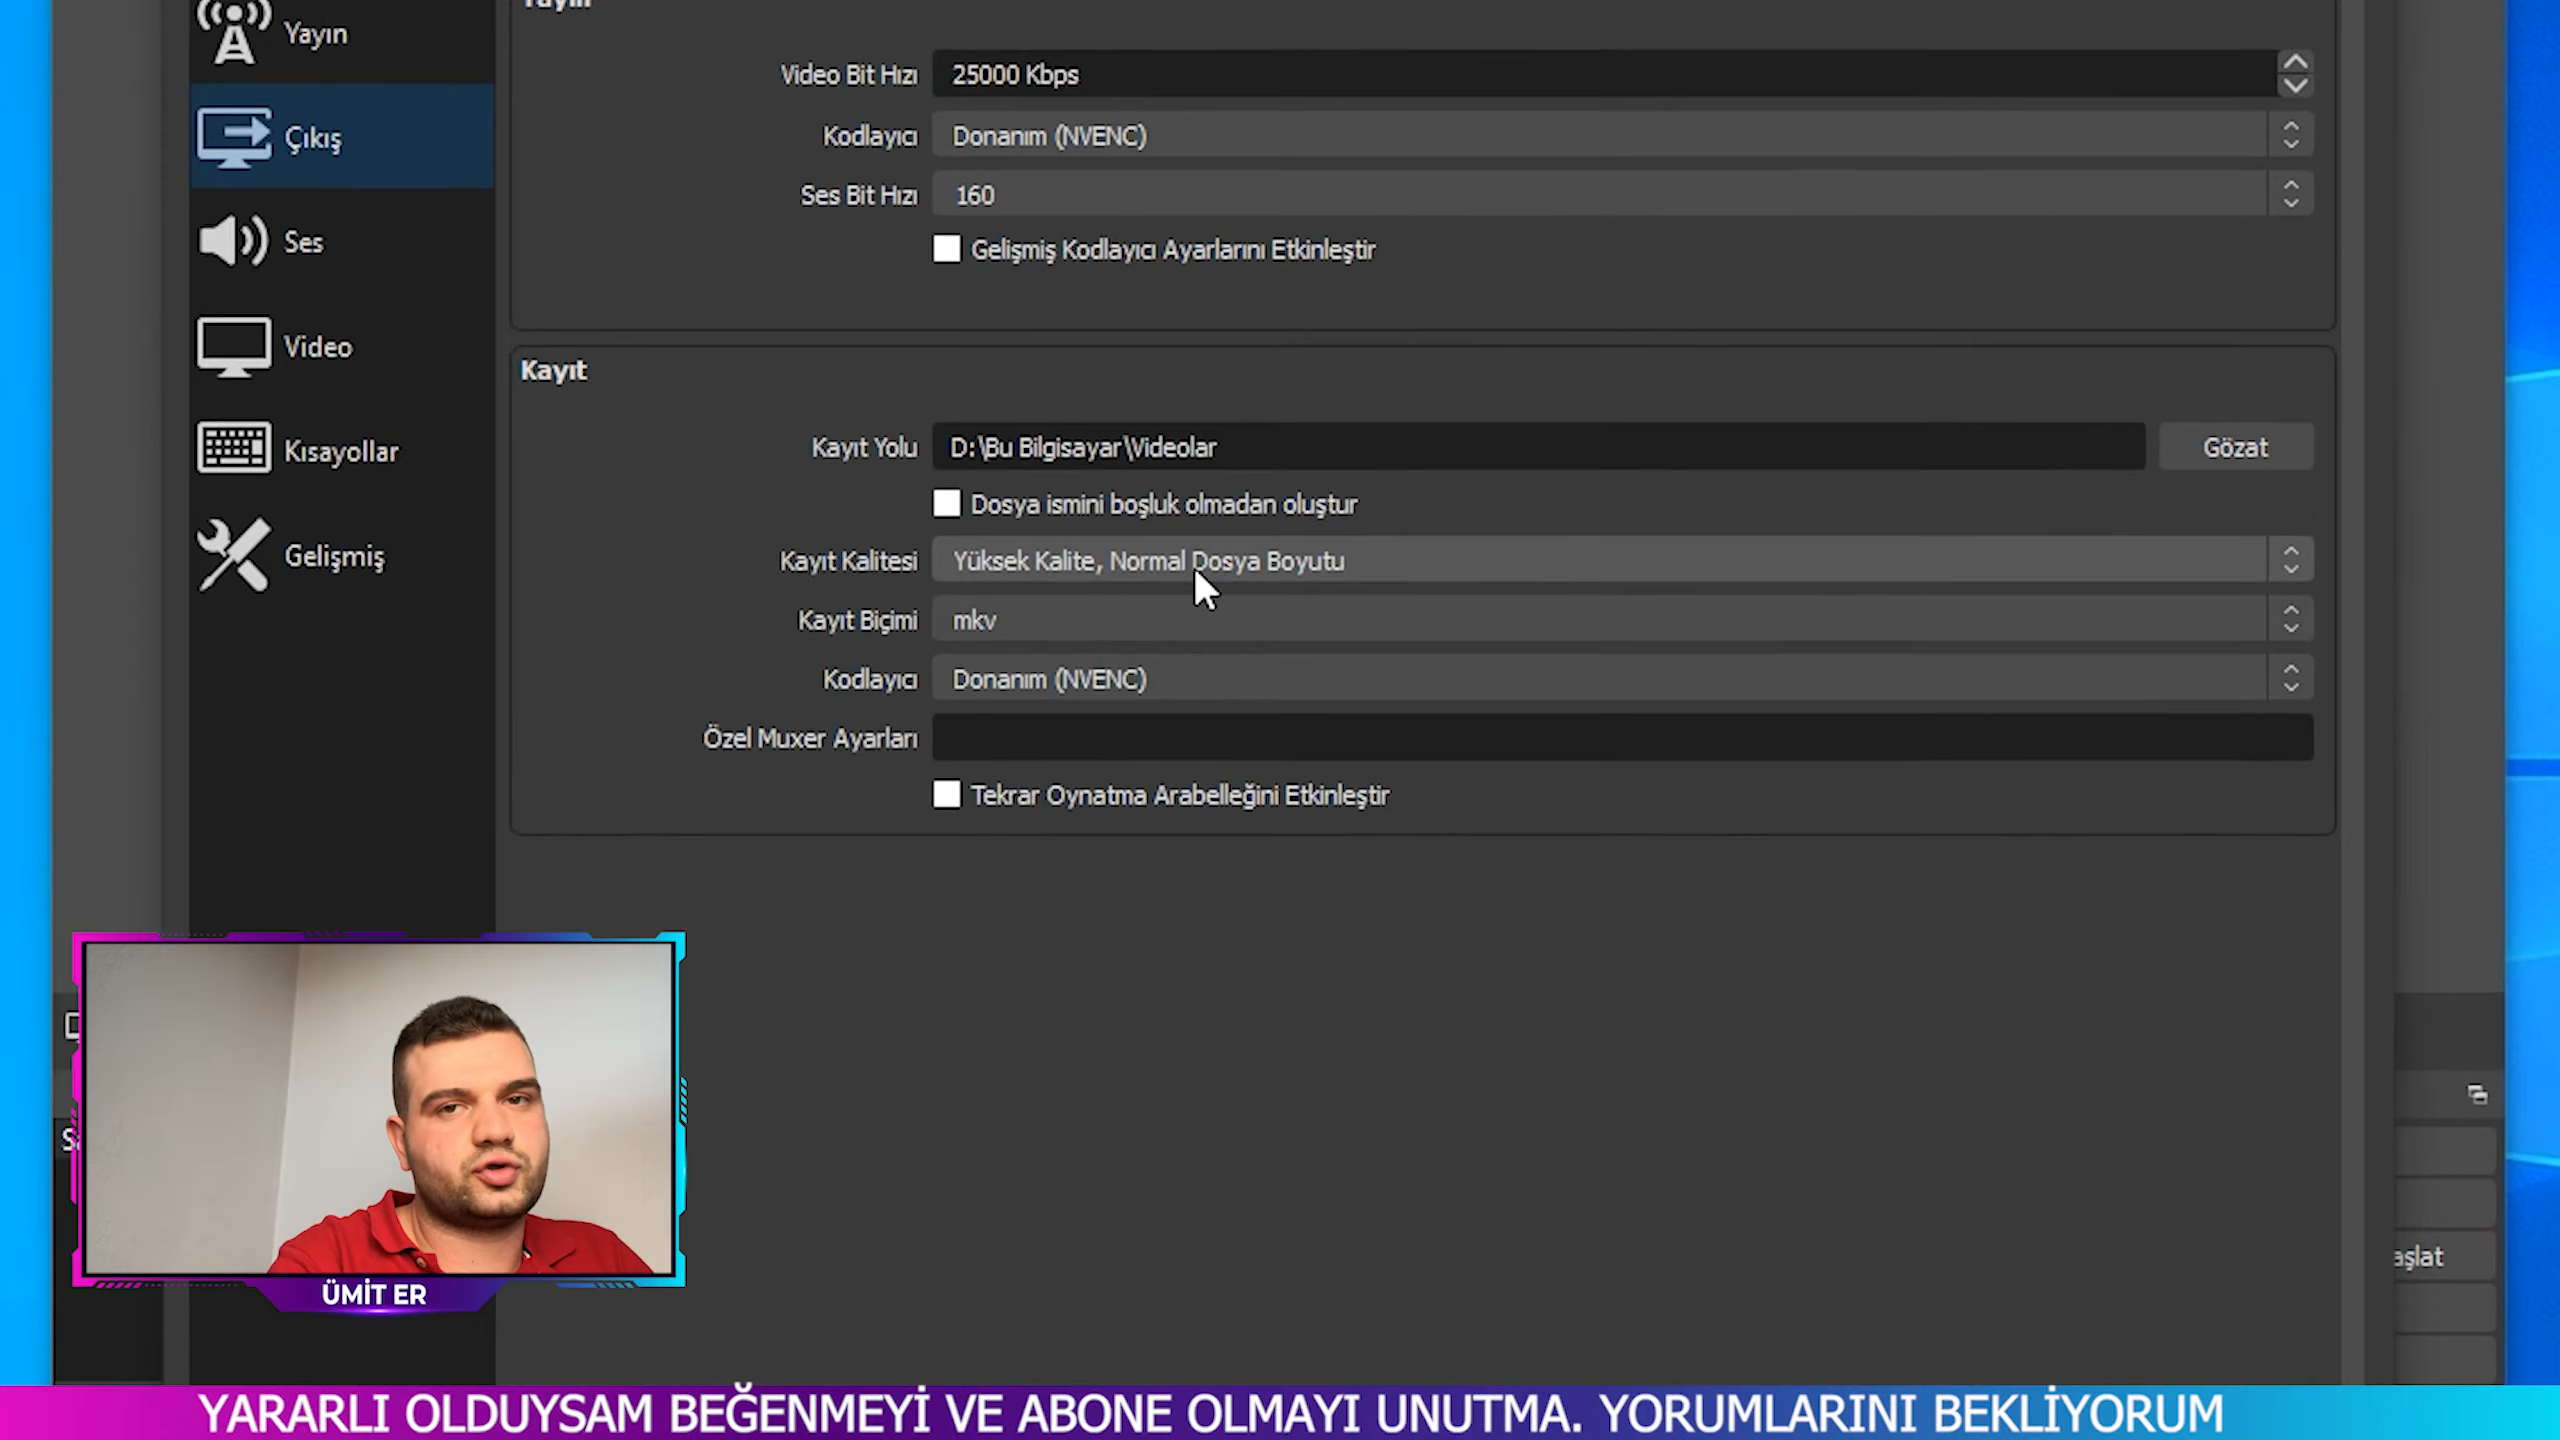 Yayın
Yayın
Video Bit Hızı 25000 Kbps
Çıkış
Kodlayıcı Donanım (NVENC)
Ses Bit Hızı 160
Ses
Gelişmiş Kodlayıcı Ayarlarını Etkinleştir
Video
Kayıt
Kısayollar
Kayıt Yolu D:\Bu Bilgisayar\Videolar Gözat
Dosya ismini boşluk olmadan oluştur
Gelişmiş
Kayıt Kalitesi Yüksek Kalite, Normal Dosya Boyutu
Kayıt Biçimi mkv
Kodlayıcı Donanım (NVENC)
Özel Muxer Ayarları
Tekrar Oynatma Arabelleğini Etkinleştir
aşlat
ÜMİT ER
YARARLI OLDUYSAM BEĞENMEYİ VE ABONE OLMAYI UNUTMA. YORUMLARINI BEKLİYORUM